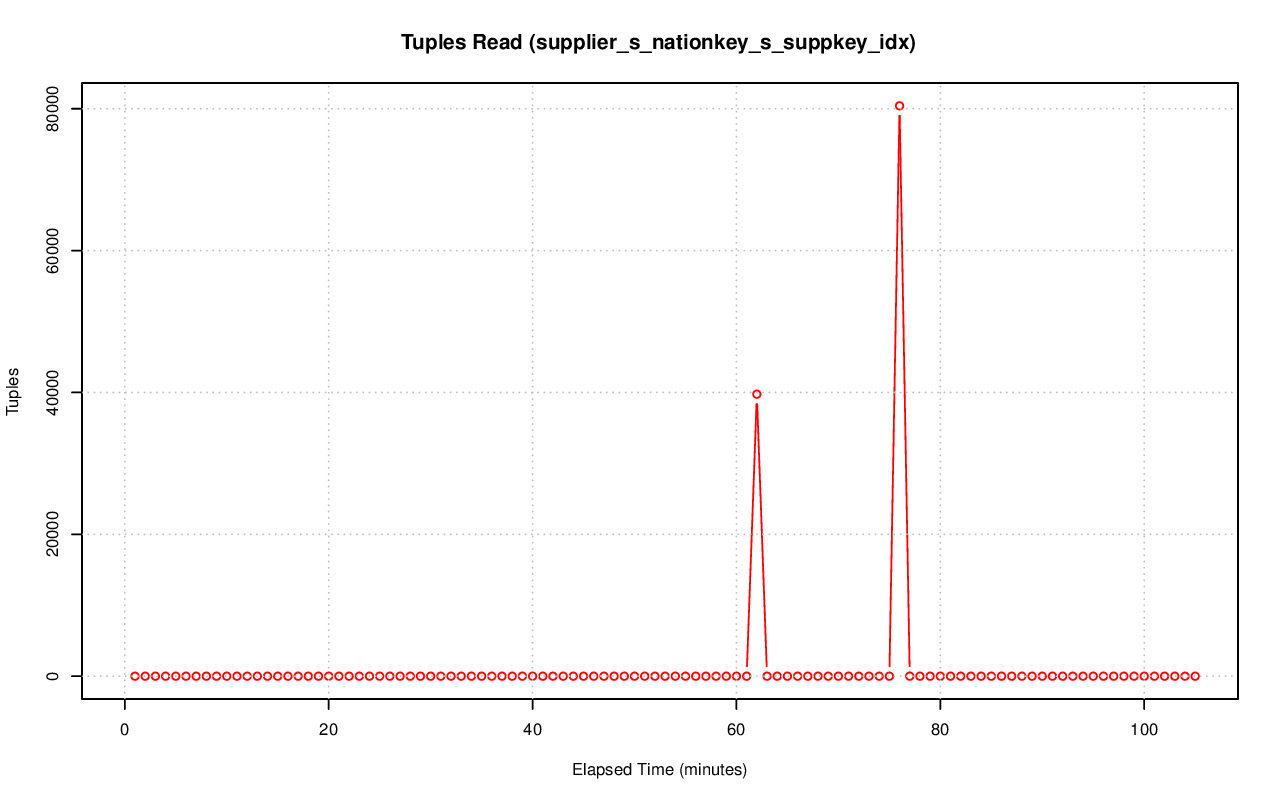 Tuples Read (supplier_s_nationkey_s_suppkey_idx)
80000
60000
40000
20000
0
Tuples
0 20 40 60 80 100
Elapsed Time (minutes)